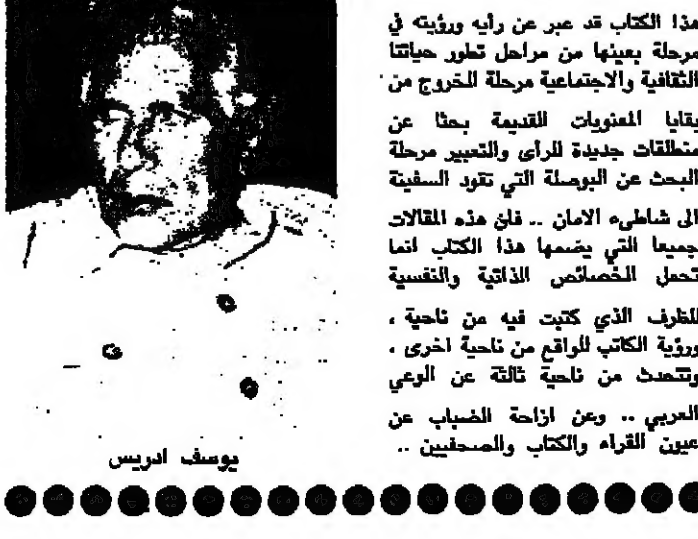 هذا الكتاب قد عبر عن رأيه ورؤيته في
مرحلة بعينها من مراحل تطور حياتنا
الثقافية والاجتماعية مرحلة الخروج من
بقايا المعنويات القديمة بحثا عن
منطلقات جديدة للرأى والتعبير مرحلة
البحث عن البوصلة التي تقود السفينة
الى شاطىء الامان .. فان هذه المقالات
جميعا التي يضمها هذا الكتاب انما
تحمل الخصائص الذاتية والنفسية
للظرف الذي كتبت فيه من ناحية ،
ورؤية الكاتب للواقع من ناحية اخرى ،
وتتحدث من ناحية ثالثة عن الوعي
العربي .. وعن ازاحة الضباب عن
عيون القراء والكتاب والصحفيين ..
يوسف ادريس